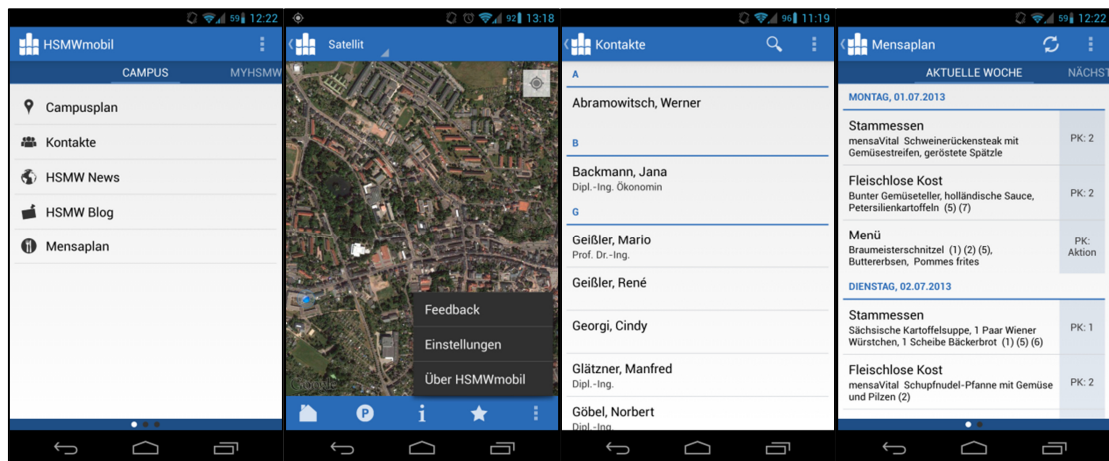 59 12:22
HSMWmobil
CAMPUS MYHSMW
Campusplan
Kontakte
HSMW News
HSMW Blog
Mensaplan
92 13:18
Satellit
Feedback
Einstellungen
Über HSMWmobil
P
i
96 11:19
Kontakte
A
Abramowitsch, Werner
B
Backmann, Jana
Dipl.-Ing. Ökonomin
G
Geißler, Mario
Prof. Dr.-Ing.
Geißler, René
Georgi, Cindy
Glätzner, Manfred
Dipl.-Ing.
Göbel, Norbert
Dipl.-Ing.
59 12:22
Mensaplan
AKTUELLE WOCHE NÄCHST
MONTAG, 01.07.2013
Stammessen
mensaVital Schweinerückensteak mit
Gemüsestreifen, geröstete Spätzle
PK: 2
Fleischlose Kost
Bunter Gemüseteller, holländische Sauce,
Petersilienkartoffeln (5) (7)
PK: 2
Menü
Braumeisterschnitzel (1) (2) (5),
Buttererbsen, Pommes frites
PK:
Aktion
DIENSTAG, 02.07.2013
Stammessen
Sächsische Kartoffelsuppe, 1 Paar Wiener
Würstchen, 1 Scheibe Bäckerbrot (1) (5) (6)
PK: 1
Fleischlose Kost
mensaVital Schupfnudel-Pfanne mit Gemüse
und Pilzen (2)
PK: 2